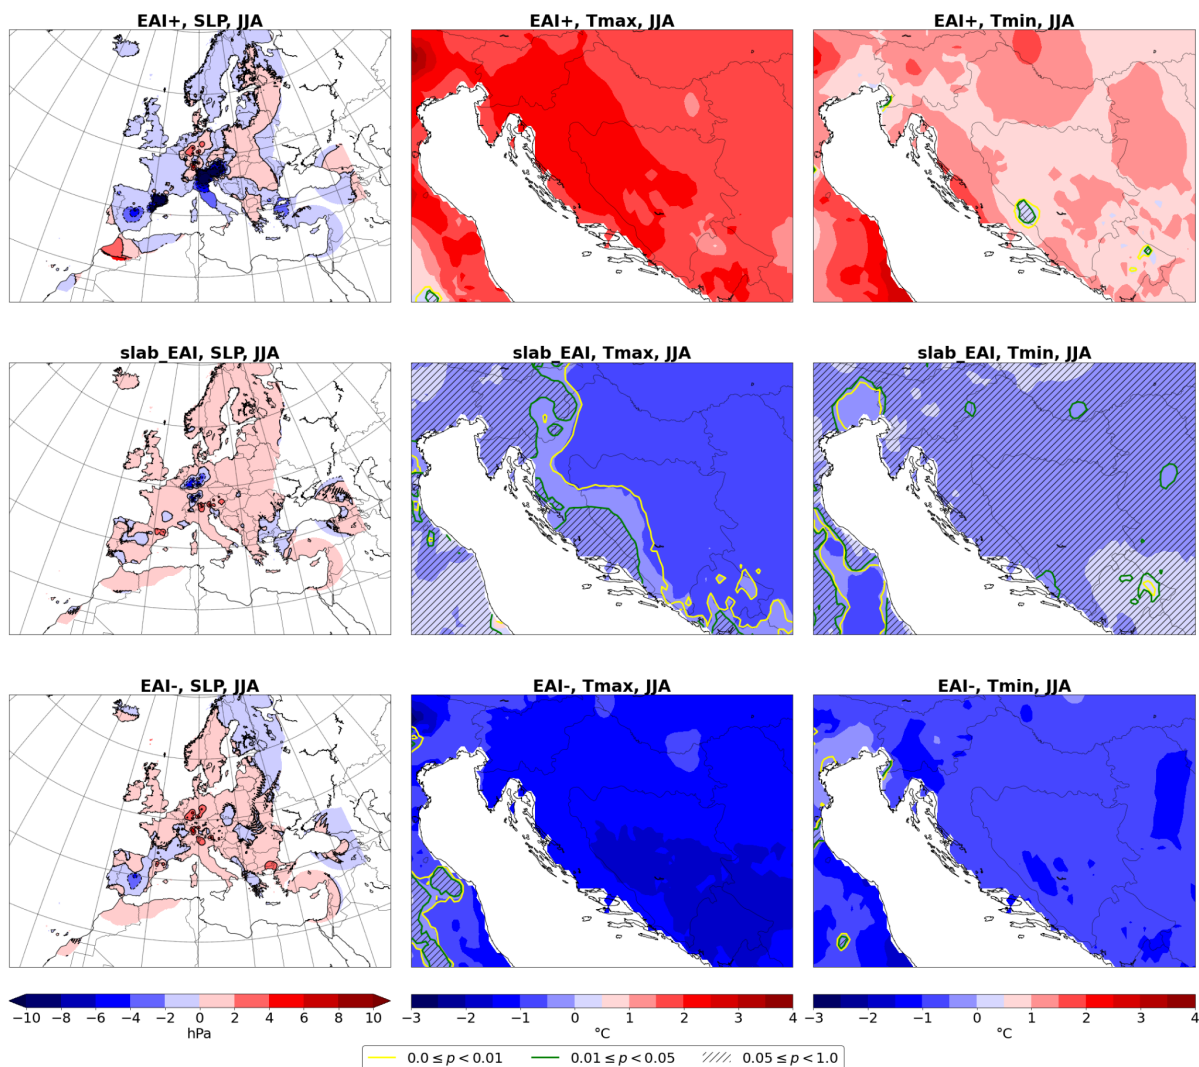 EAI+, SLP, JJA
EAI+, Tmax, JJA
EAI+, Tmin, JJA
slab_EAI, SLP, JJA
slab_EAI, Tmax, JJA
slab_EAI, Tmin, JJA
EAI-, SLP, JJA
EAI-, Tmax, JJA
EAI-, Tmin, JJA
−10 −8 −6 −4 −2 0 2 4 6 8 10
hPa
−3 −2 −1 0 1 2 3 4
°C
−3 −2 −1 0 1 2 3 4
°C
0.0 ≤ p < 0.01
0.01 ≤ p < 0.05
0.05 ≤ p < 1.0